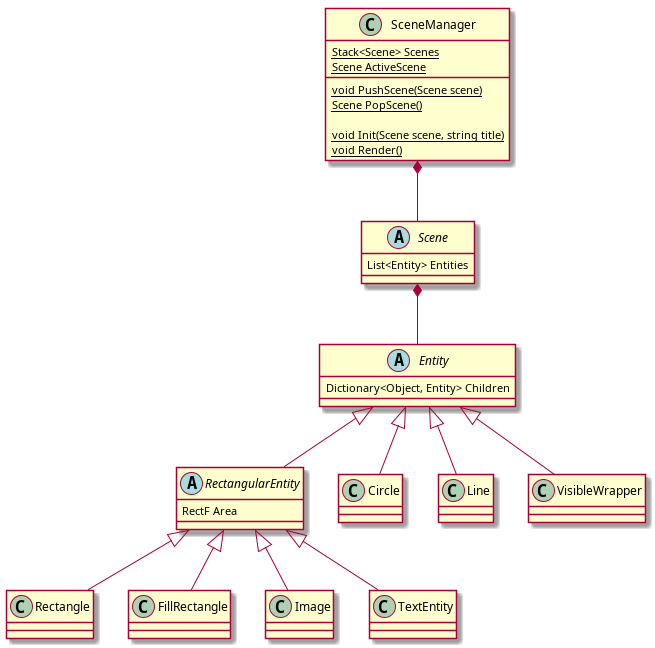 C SceneManager
Stack<Scene> Scenes
Scene ActiveScene
void PushScene(Scene scene)
Scene PopScene()
void Init(Scene scene, string title)
void Render()
A Scene
List<Entity> Entities
A Entity
Dictionary<Object, Entity> Children
A RectangularEntity
RectF Area
C Circle
C Line
C VisibleWrapper
C Rectangle
C FillRectangle
C Image
C TextEntity